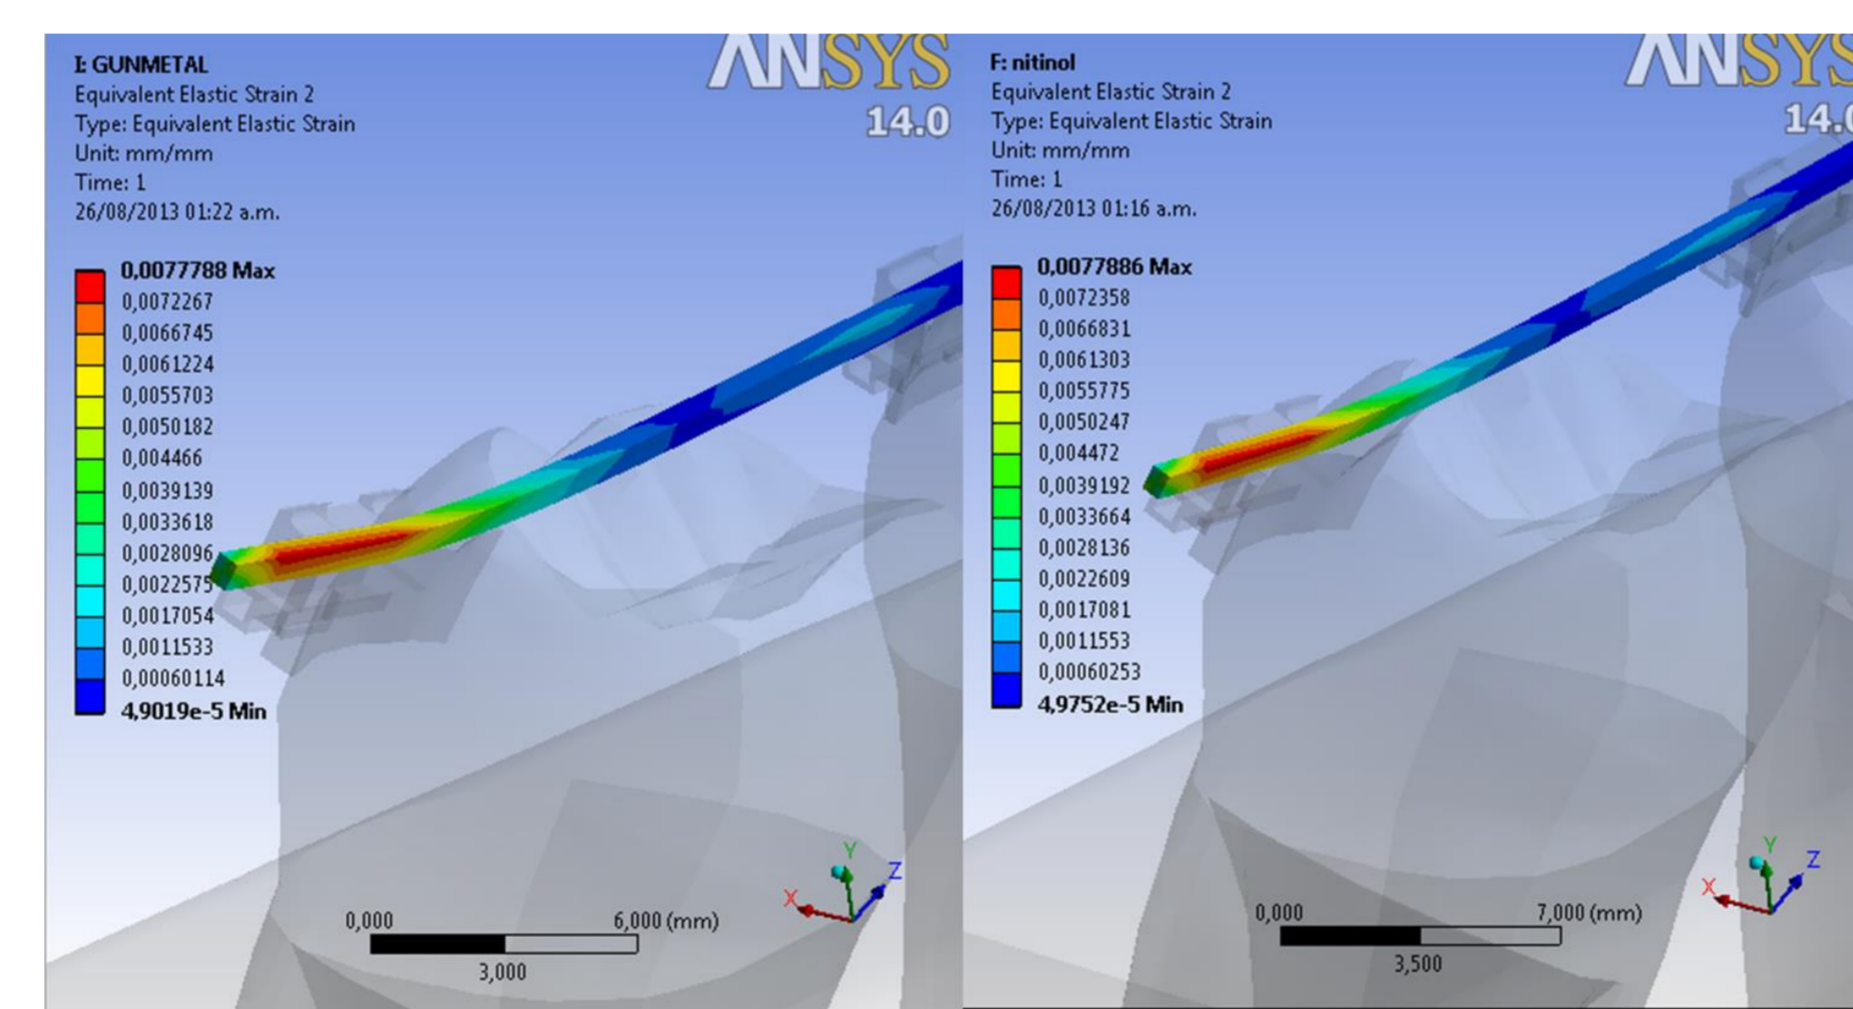 I: GUNMETAL
Equivalent Elastic Strain 2
Type: Equivalent Elastic Strain
Unit: mm/mm
Time: 1
26/08/2013 01:22 a.m.
ANSYS
14.0
0,0077788 Max
0,0072267
0,0066745
0,0061224
0,0055703
0,0050182
0,004466
0,0039139
0,0033618
0,0028096
0,0022575
0,0017054
0,0011533
0,00060114
4,9019e-5 Min
0,000
6,000 (mm)
3,000
X
Y
Z
F: nitinol
Equivalent Elastic Strain 2
Type: Equivalent Elastic Strain
Unit: mm/mm
Time: 1
26/08/2013 01:16 a.m.
ANSYS
14.0
0,0077886 Max
0,0072358
0,0066831
0,0061303
0,0055775
0,0050247
0,004472
0,0039192
0,0033664
0,0028136
0,0022609
0,0017081
0,0011553
0,00060253
4,9752e-5 Min
0,000
7,000 (mm)
3,500
X
Y
Z